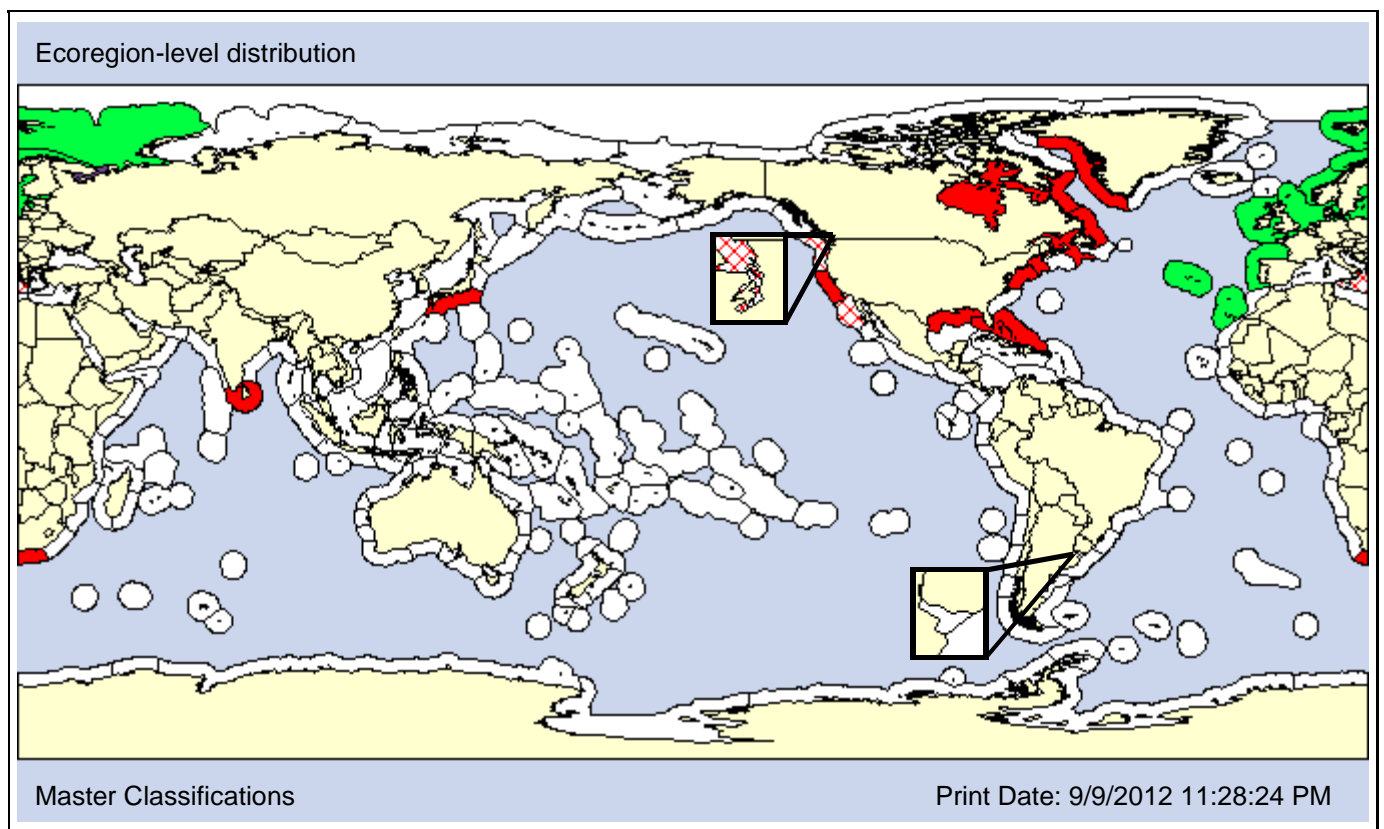 Ecoregion-level distribution
Master Classifications
Print Date: 9/9/2012 11:28:24 PM